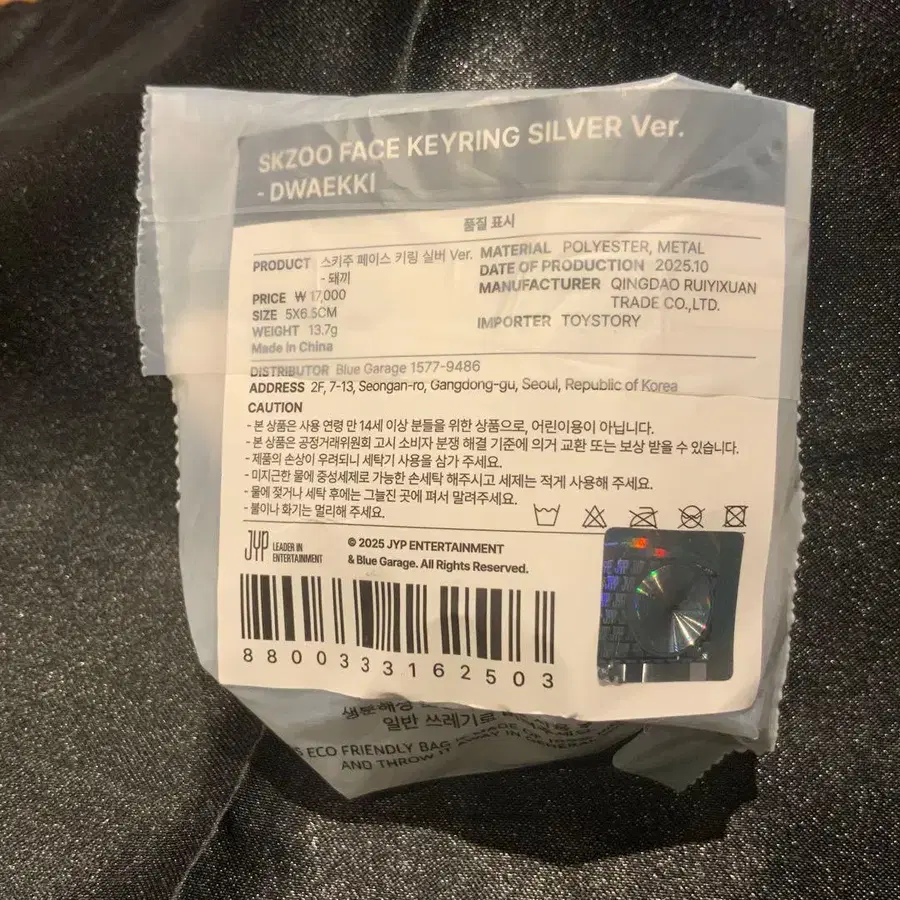 SKZOO FACE KEYRING SILVER Ver.
- DWAEKKI
품질 표시
PRODUCT 스키주 페이스 키링 실버 Ver.
- 돼끼
PRICE ₩ 17,000
SIZE 5X6.5CM
WEIGHT 13.7g
Made in China
MATERIAL POLYESTER, METAL
DATE OF PRODUCTION 2025.10
MANUFACTURER QINGDAO RUIYIXUAN
TRADE CO.,LTD.
IMPORTER TOYSTORY
DISTRIBUTOR Blue Garage 1577-9486
ADDRESS 2F, 7-13, Seongan-ro, Gangdong-gu, Seoul, Republic of Korea
CAUTION
- 본 상품은 사용 연령 만 14세 이상 분들을 위한 상품으로, 어린이용이 아닙니다.
- 본 상품은 공정거래위원회 고시 소비자 분쟁 해결 기준에 의거 교환 또는 보상 받을 수 있습니다.
- 제품의 손상이 우려되니 세탁기 사용을 삼가 주세요.
- 미지근한 물에 중성세제로 가능한 손세탁 해주시고 세제는 적게 사용해 주세요.
- 물에 젖거나 세탁 후에는 그늘진 곳에 펴서 말려주세요.
- 불이나 화기는 멀리해 주세요.
JYP LEADER IN
ENTERTAINMENT
© 2025 JYP ENTERTAINMENT
& Blue Garage. All Rights Reserved.
8800333162503
JYP
생분해성
일반 쓰레기로
ECO FRIENDLY BAG IS MADE OF
AND THROW IT AWAY IN GENERAL